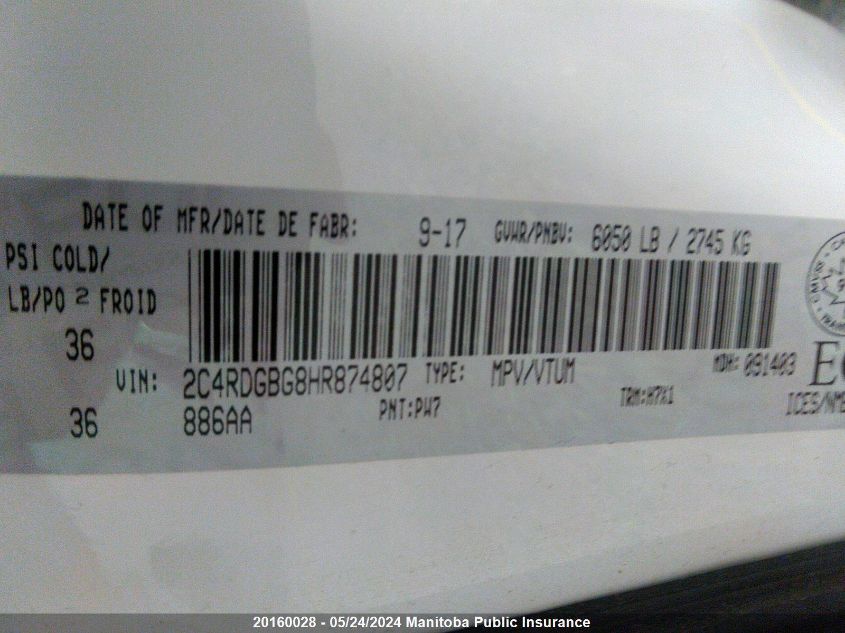 DATE OF MFR/DATE DE FABR: 9-17 GVWR/PNBV: 6050 LB / 2745 KG
PSI COLD/
LB/PO 2 FROID
36
VIN: 2C4RDGBG8HR874807 TYPE: MPV/VTUM MDH: 091403
36 886AA PNT:PW7 TRM:H7X1 ICES/NMB
20160028 - 05/24/2024 Manitoba Public Insurance